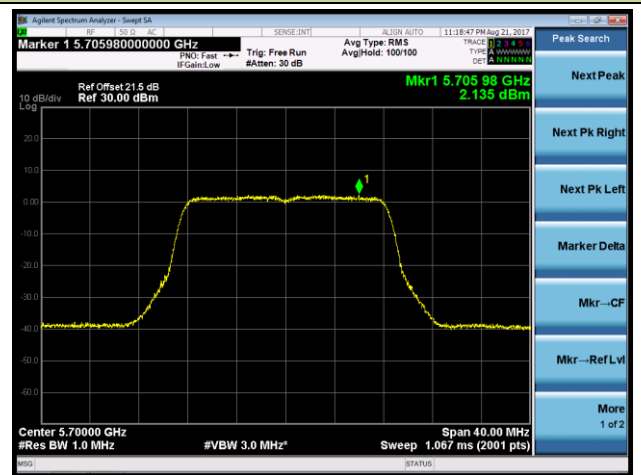 Agilent Spectrum Analyzer - Swept SA
RF 50 Ω AC SENSE:INT ALIGN AUTO 11:18:47 PM Aug 21, 2017
Marker 1 5.705980000000 GHz
PNO: Fast
IFGain:Low
Trig: Free Run
#Atten: 30 dB
Avg Type: RMS
Avg|Hold: 100/100
TRACE 1 2 3 4 5 6
TYPE A WWWWW
DET A N N N N N
Peak Search
Ref Offset 21.5 dB
10 dB/div Ref 30.00 dBm
Log
Mkr1 5.705 98 GHz
2.135 dBm
20.0
10.0
0.00
-10.0
-20.0
-30.0
-40.0
-50.0
-60.0
1
Next Peak
Next Pk Right
Next Pk Left
Marker Delta
Mkr→CF
Mkr→Ref Lvl
More
1 of 2
Center 5.70000 GHz Span 40.00 MHz
#Res BW 1.0 MHz #VBW 3.0 MHz* Sweep 1.067 ms (2001 pts)
MSG STATUS